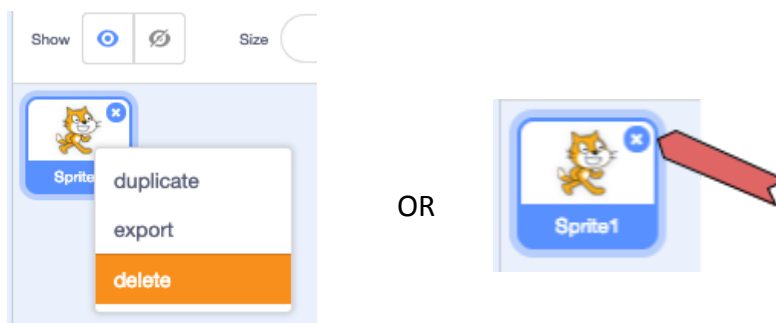 Show
Size
Sprite
duplicate
export
delete
OR
Sprite1